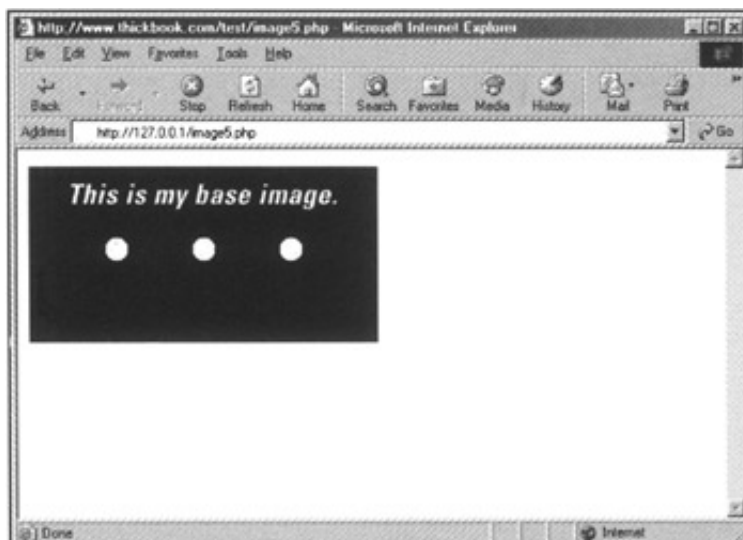 http://www.thickbook.com/test/image5.php - Microsoft Internet Explorer
File Edit View Favorites Tools Help
Back Forward Stop Refresh Home Search Favorites Media History Mail Print
Address http://127.0.0.1/image5.php Go
This is my base image.
Done Internet